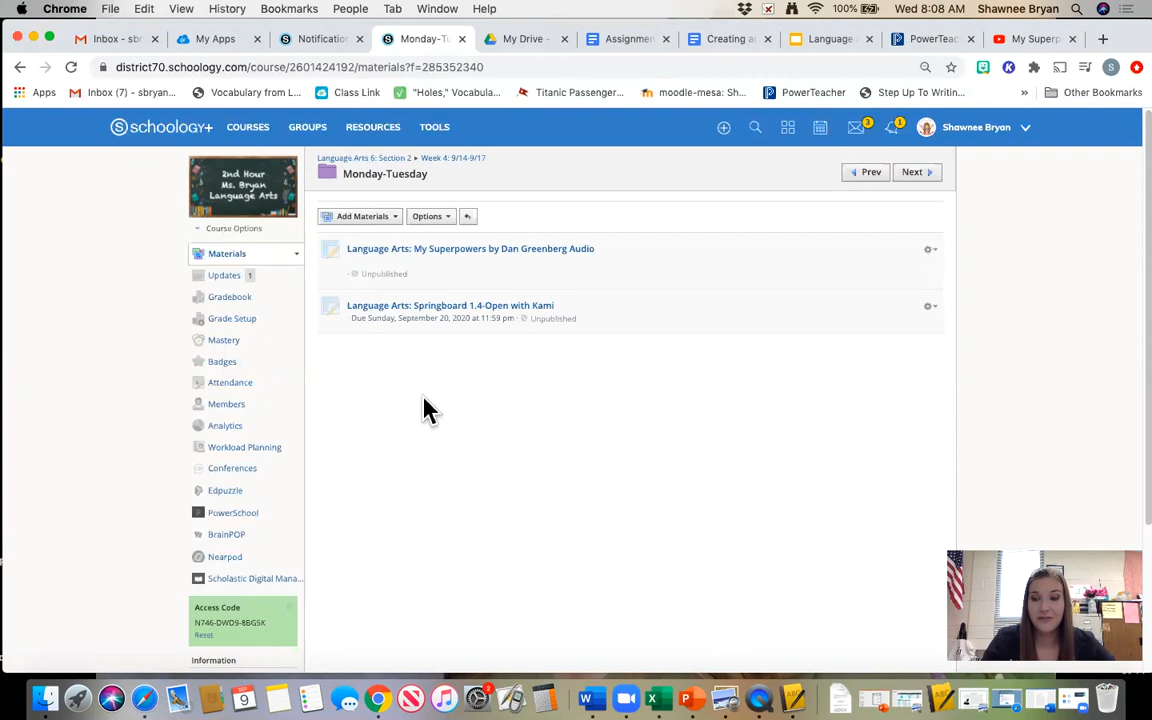 Chrome File Edit View History Bookmarks People Tab Window Help 100% Wed 8:08 AM Shawnee Bryan
Inbox - sbr My Apps Notification Monday-Tu My Drive - Assignmen Creating an Language PowerTeac My Superp
district70.schoology.com/course/2601424192/materials?f=285352340
Apps Inbox (7) - sbryan... Vocabulary from L... Class Link "Holes," Vocabula... Titanic Passenger... moodle-mesa: Sh... PowerTeacher Step Up To Writin... » Other Bookmarks
S schoology+ COURSES GROUPS RESOURCES TOOLS 3 1 Shawnee Bryan
2nd Hour
Ms. Bryan
Language Arts
Language Arts 6: Section 2 ▸ Week 4: 9/14-9/17
Monday-Tuesday
Prev Next
Course Options
Add Materials Options
Materials
Updates 1
Gradebook
Grade Setup
Mastery
Badges
Attendance
Members
Analytics
Workload Planning
Conferences
Edpuzzle
PowerSchool
BrainPOP
Nearpod
Scholastic Digital Mana...
Language Arts: My Superpowers by Dan Greenberg Audio
· Unpublished
Language Arts: Springboard 1.4-Open with Kami
Due Sunday, September 20, 2020 at 11:59 pm · Unpublished
Access Code
N746-DWD9-8BG5K
Reset
Information